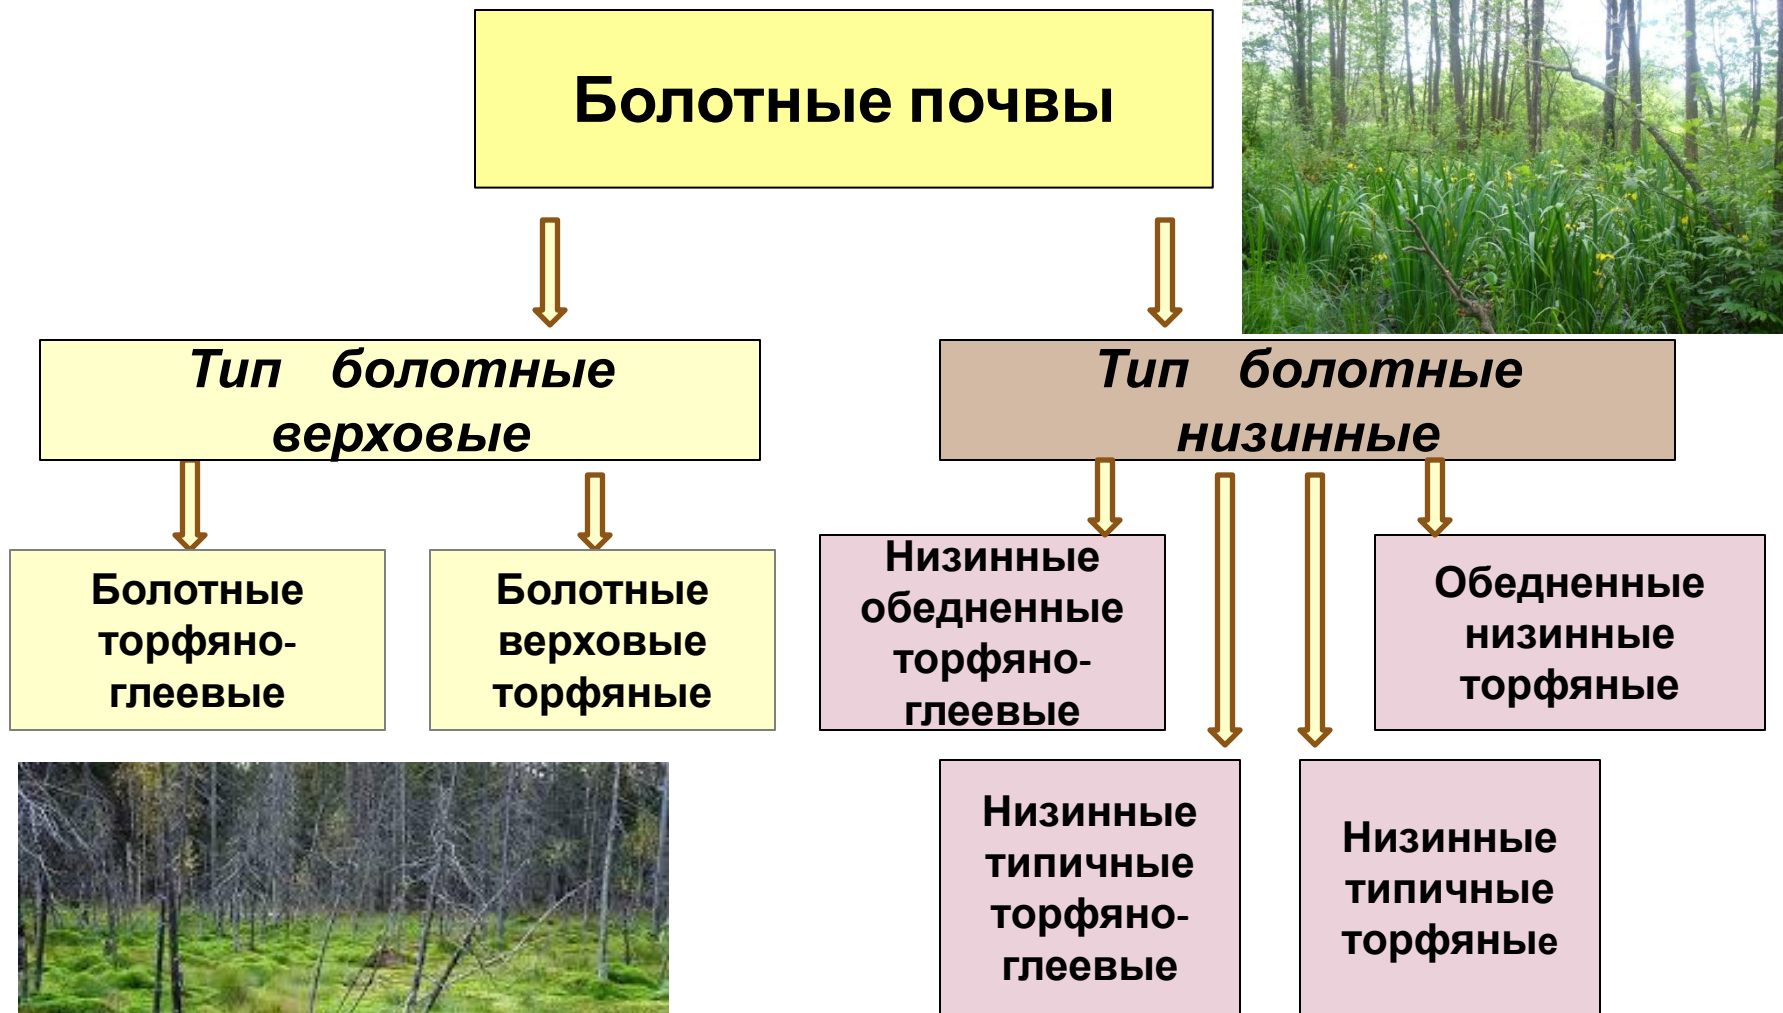 Болотные почвы
Тип болотные
верховые
Тип болотные
низинные
Болотные
торфяно-
глеевые
Болотные
верховые
торфяные
Низинные
обедненные
торфяно-
глеевые
Обедненные
низинные
торфяные
Низинные
типичные
торфяно-
глеевые
Низинные
типичные
торфяные